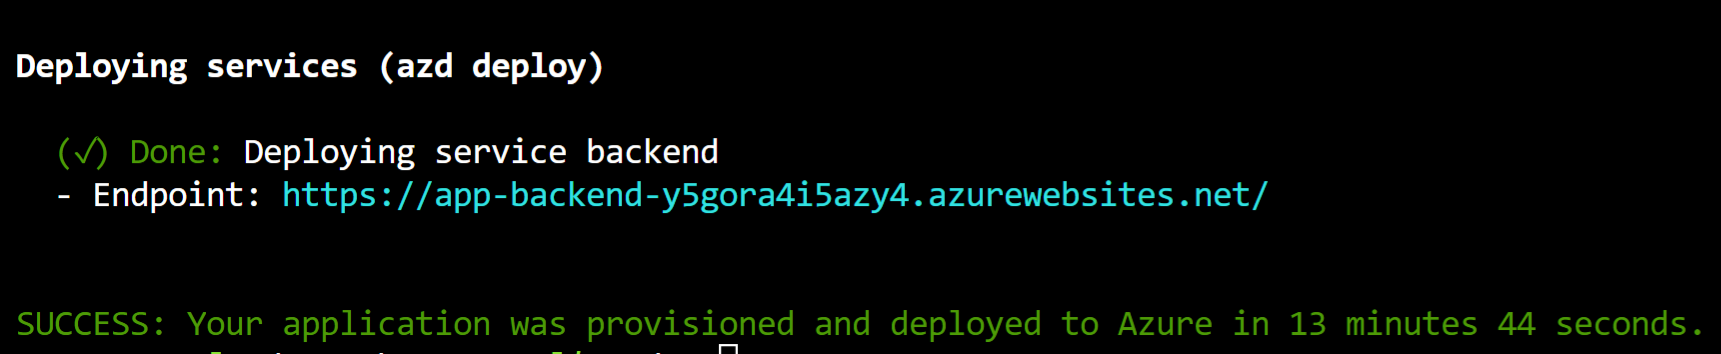 Deploying services (azd deploy)
(✓) Done: Deploying service backend
- Endpoint: https://app-backend-y5gora4i5azy4.azurewebsites.net/
SUCCESS: Your application was provisioned and deployed to Azure in 13 minutes 44 seconds.